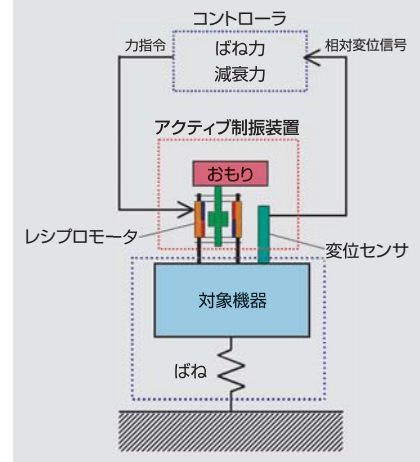 コントローラ
力指令
ばね力
減衰力
相対変位信号
アクティブ制振装置
おもり
レシプロモータ
変位センサ
対象機器
ばね